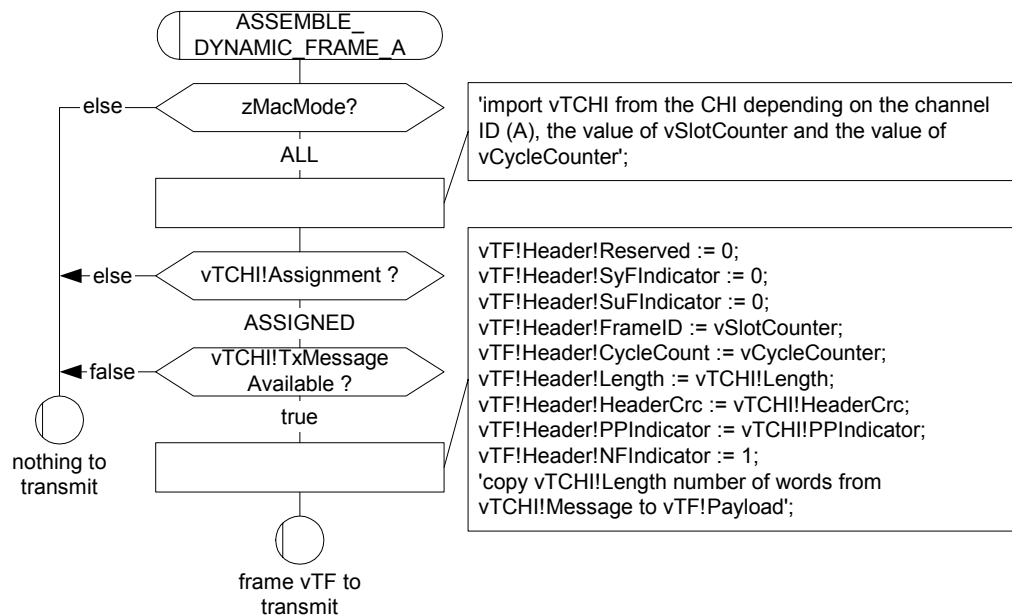 ASSEMBLE_
DYNAMIC_FRAME_A
else
zMacMode?
'import vTCHI from the CHI depending on the channel
ID (A), the value of vSlotCounter and the value of
vCycleCounter';
ALL
else
vTCHI!Assignment ?
ASSIGNED
false
vTCHI!TxMessage
Available ?
true
vTF!Header!Reserved := 0;
vTF!Header!SyFIndicator := 0;
vTF!Header!SuFIndicator := 0;
vTF!Header!FrameID := vSlotCounter;
vTF!Header!CycleCount := vCycleCounter;
vTF!Header!Length := vTCHI!Length;
vTF!Header!HeaderCrc := vTCHI!HeaderCrc;
vTF!Header!PPIndicator := vTCHI!PPIndicator;
vTF!Header!NFIndicator := 1;
'copy vTCHI!Length number of words from
vTCHI!Message to vTF!Payload';
nothing to
transmit
frame vTF to
transmit